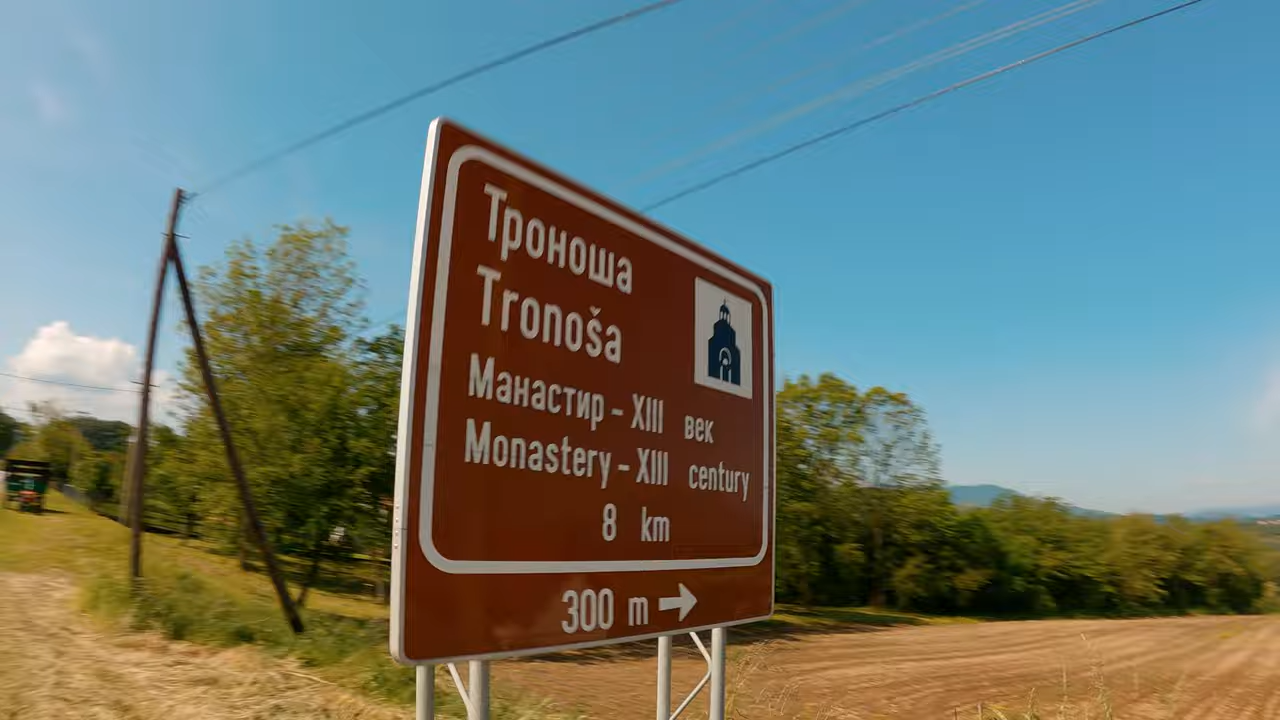 Троноша
Tronoša
Манастир - XIII век
Monastery - XIII century
8 km
300 m →